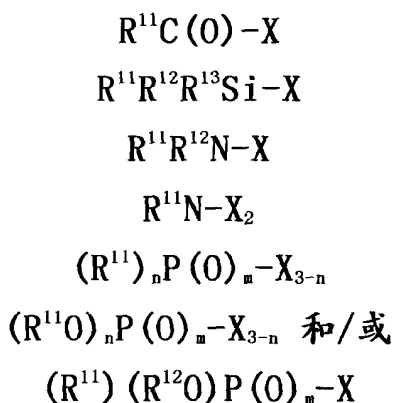 R¹¹C(O)-X
R¹¹R¹²R¹³Si-X
R¹¹R¹²N-X
R¹¹N-X₂
(R¹¹)ₙP(O)ₘ-X₃₋ₙ
(R¹¹O)ₙP(O)ₘ-X₃₋ₙ 和/或
(R¹¹)(R¹²O)P(O)ₘ-X